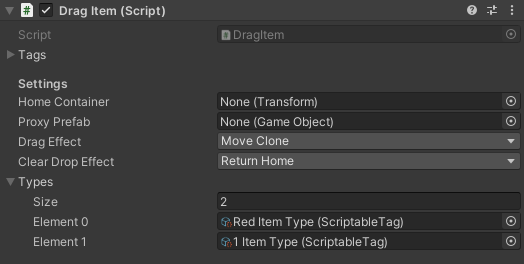 Drag Item (Script)
Script DragItem
Tags
Settings
Home Container None (Transform)
Proxy Prefab None (Game Object)
Drag Effect Move Clone
Clear Drop Effect Return Home
Types
Size 2
Element 0 Red Item Type (ScriptableTag)
Element 1 1 Item Type (ScriptableTag)